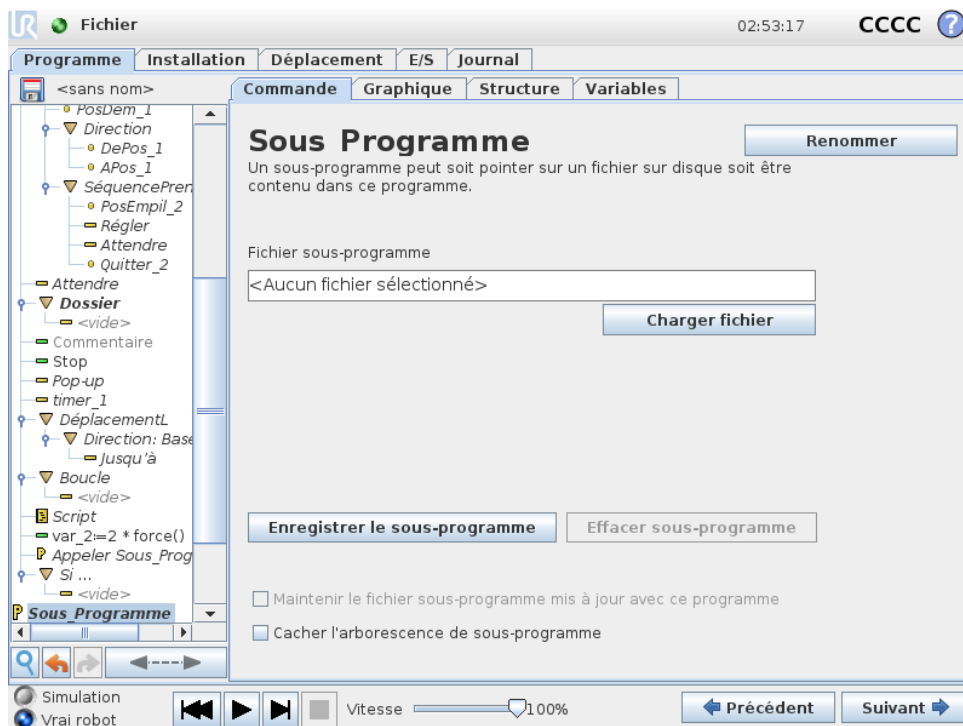 UR Fichier 02:53:17 CCCC ?
Programme Installation Déplacement E/S Journal
<sans nom>
Commande Graphique Structure Variables
PosDem_1
Direction
DePos_1
APos_1
SéquencePren
PosEmpil_2
Régler
Attendre
Quitter_2
Attendre
Dossier
<vide>
Commentaire
Stop
Pop-up
timer_1
DéplacementL
Direction: Base
Jusqu'à
Boucle
<vide>
Script
var_2≔2 * force()
Appeler Sous_Prog
Si ...
<vide>
Sous_Programme
Sous Programme
Renommer
Un sous-programme peut soit pointer sur un fichier sur disque soit être
contenu dans ce programme.
Fichier sous-programme
<Aucun fichier sélectionné>
Charger fichier
Enregistrer le sous-programme
Effacer sous-programme
Maintenir le fichier sous-programme mis à jour avec ce programme
Cacher l'arborescence de sous-programme
Simulation
Vrai robot
Vitesse 100%
Précédent
Suivant